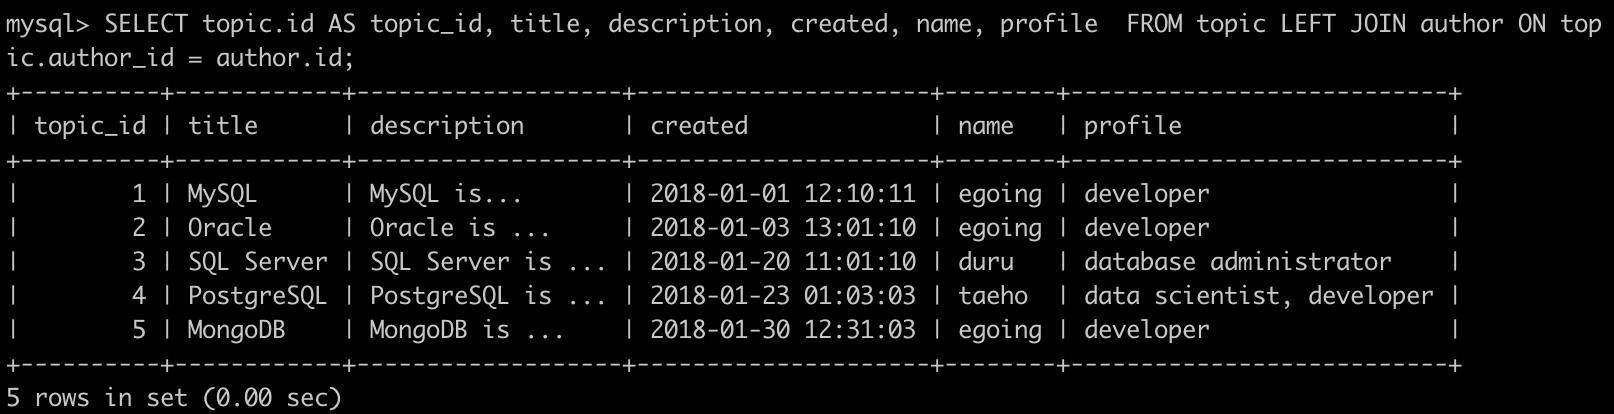 mysql> SELECT topic.id AS topic_id, title, description, created, name, profile  FROM topic LEFT JOIN author ON top
ic.author_id = author.id;
+----------+------------+-------------------+---------------------+--------+---------------------------+
| topic_id | title      | description       | created             | name   | profile                   |
+----------+------------+-------------------+---------------------+--------+---------------------------+
|        1 | MySQL      | MySQL is...       | 2018-01-01 12:10:11 | egoing | developer                 |
|        2 | Oracle     | Oracle is ...     | 2018-01-03 13:01:10 | egoing | developer                 |
|        3 | SQL Server | SQL Server is ... | 2018-01-20 11:01:10 | duru   | database administrator    |
|        4 | PostgreSQL | PostgreSQL is ... | 2018-01-23 01:03:03 | taeho  | data scientist, developer |
|        5 | MongoDB    | MongoDB is ...    | 2018-01-30 12:31:03 | egoing | developer                 |
+----------+------------+-------------------+---------------------+--------+---------------------------+
5 rows in set (0.00 sec)